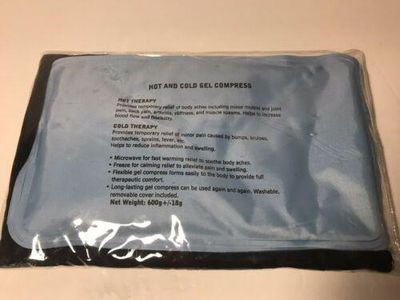 HOT AND COLD GEL COMPRESS
HOT THERAPY
Provides temporary relief of body aches including minor muscle and joint
pain, back pain, arthritis, stiffness, and muscle spasms. Helps to increase
blood flow and flexibility.
COLD THERAPY
Provides temporary relief of minor pain caused by bumps, bruises,
toothaches, sprains, fever, etc.
Helps to reduce inflammation and swelling.
• Microwave for fast warming relief to soothe body aches.
• Freeze for calming relief to alleviate pain and swelling.
• Flexible gel compress forms easily to the body to provide full
therapeutic comfort.
• Long-lasting gel compress can be used again and again. Washable,
removable cover included.
Net Weight: 600g+/-18g